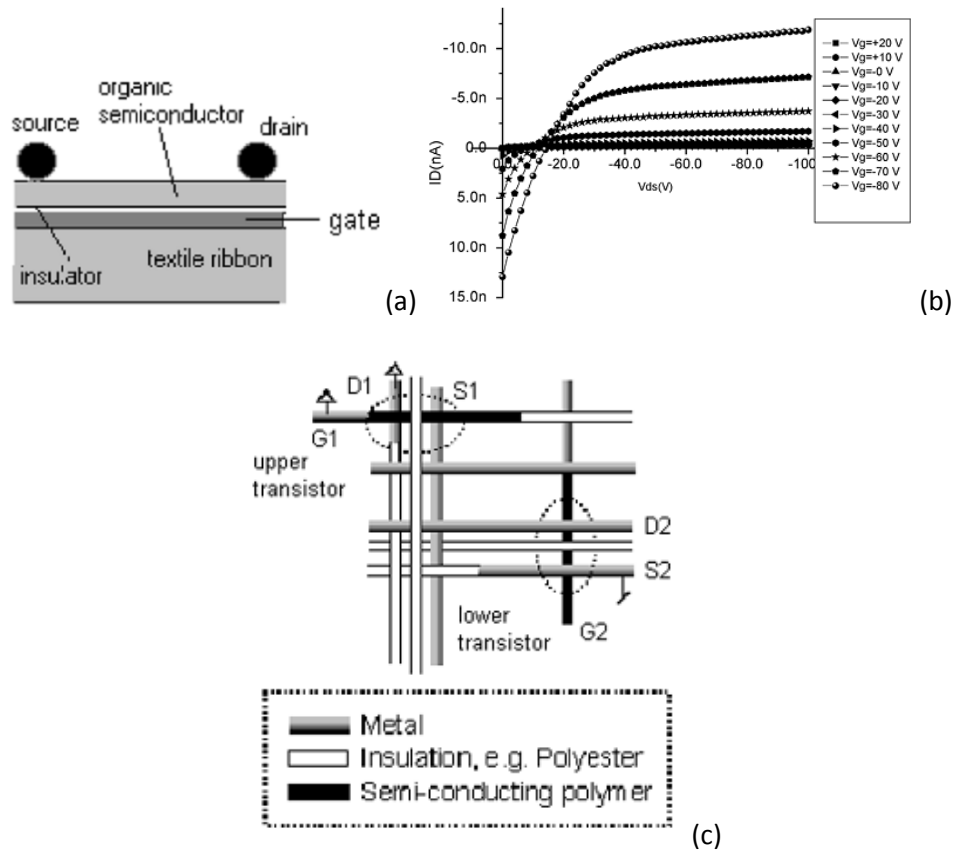 source
organic
semiconductor
drain
gate
textile ribbon
insulator
(a)
-10.0n
-5.0n
0.0
5.0n
10.0n
15.0n
ID(nA)
-20.0
-40.0
-60.0
-80.0
-100
Vds(V)
Vg=+20 V
Vg=+10 V
Vg=-0 V
Vg=-10 V
Vg=-20 V
Vg=-30 V
Vg=-40 V
Vg=-50 V
Vg=-60 V
Vg=-70 V
Vg=-80 V
(b)
D1
S1
G1
upper
transistor
D2
S2
lower
transistor
G2
Metal
Insulation, e.g. Polyester
Semi-conducting polymer
(c)